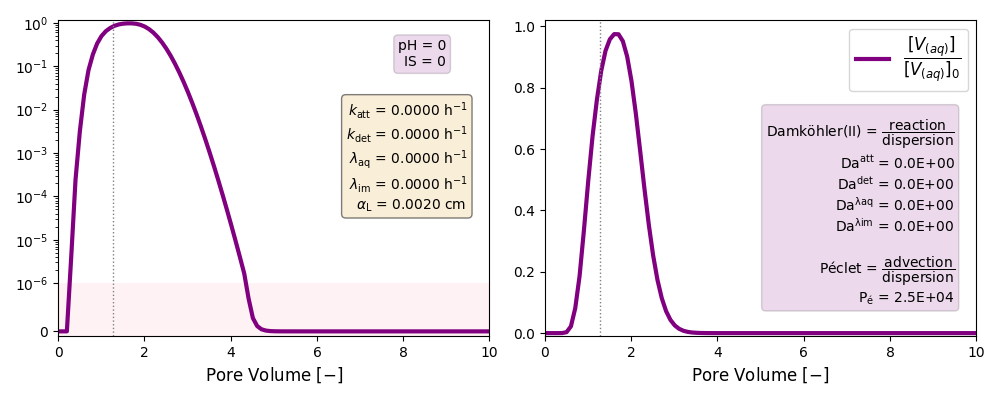 10⁰
10⁻¹
10⁻²
10⁻³
10⁻⁴
10⁻⁵
10⁻⁶
0
0 2 4 6 8 10
Pore Volume [−]
pH = 0
IS = 0
k_att = 0.0000 h⁻¹
k_det = 0.0000 h⁻¹
λ_aq = 0.0000 h⁻¹
λ_im = 0.0000 h⁻¹
α_L = 0.0020 cm
1.0
0.8
0.6
0.4
0.2
0.0
0 2 4 6 8 10
Pore Volume [−]
[V_(aq)]
[V_(aq)]₀
Damköhler(II) = reaction
dispersion
Da^att = 0.0E+00
Da^det = 0.0E+00
Da^λaq = 0.0E+00
Da^λim = 0.0E+00
Péclet = advection
dispersion
P_é = 2.5E+04